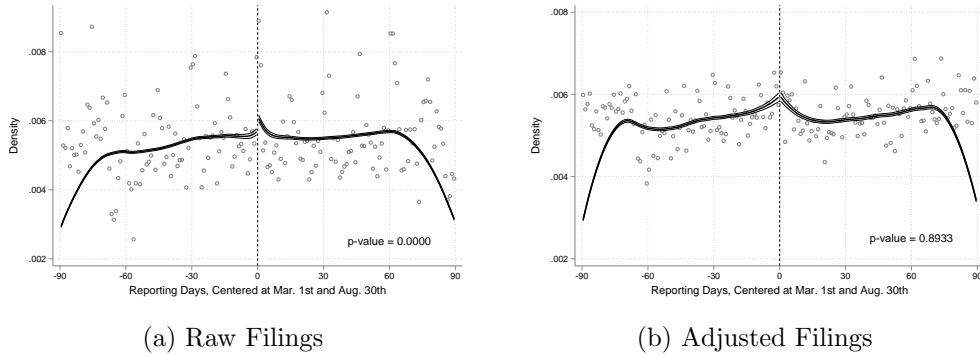 .008
.006
.004
.002
Density
-90 -60 -30 0 30 60 90
Reporting Days, Centered at Mar. 1st and Aug. 30th
p-value = 0.0000
(a) Raw Filings
.008
.006
.004
.002
Density
-90 -60 -30 0 30 60 90
Reporting Days, Centered at Mar. 1st and Aug. 30th
p-value = 0.8933
(b) Adjusted Filings